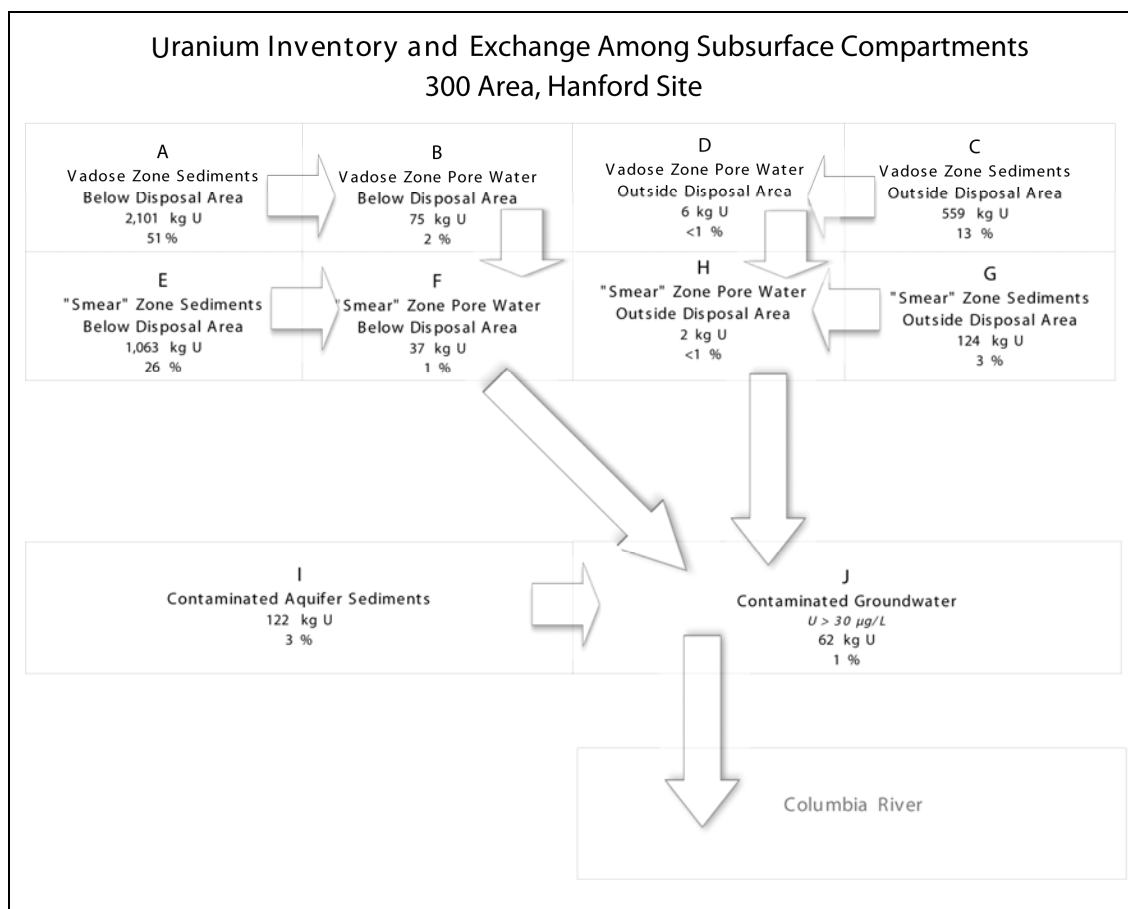 Uranium Inventory and Exchange Among Subsurface Compartments
300 Area, Hanford Site
A
Vadose Zone Sediments
Below Disposal Area
2,101 kg U
51 %
B
Vadose Zone Pore Water
Below Disposal Area
75 kg U
2 %
D
Vadose Zone Pore Water
Outside Disposal Area
6 kg U
<1 %
C
Vadose Zone Sediments
Outside Disposal Area
559 kg U
13 %
E
"Smear" Zone Sediments
Below Disposal Area
1,063 kg U
26 %
F
"Smear" Zone Pore Water
Below Disposal Area
37 kg U
1 %
H
"Smear" Zone Pore Water
Outside Disposal Area
2 kg U
<1 %
G
"Smear" Zone Sediments
Outside Disposal Area
124 kg U
3 %
I
Contaminated Aquifer Sediments
122 kg U
3 %
J
Contaminated Groundwater
U > 30 µg/L
62 kg U
1 %
Columbia River